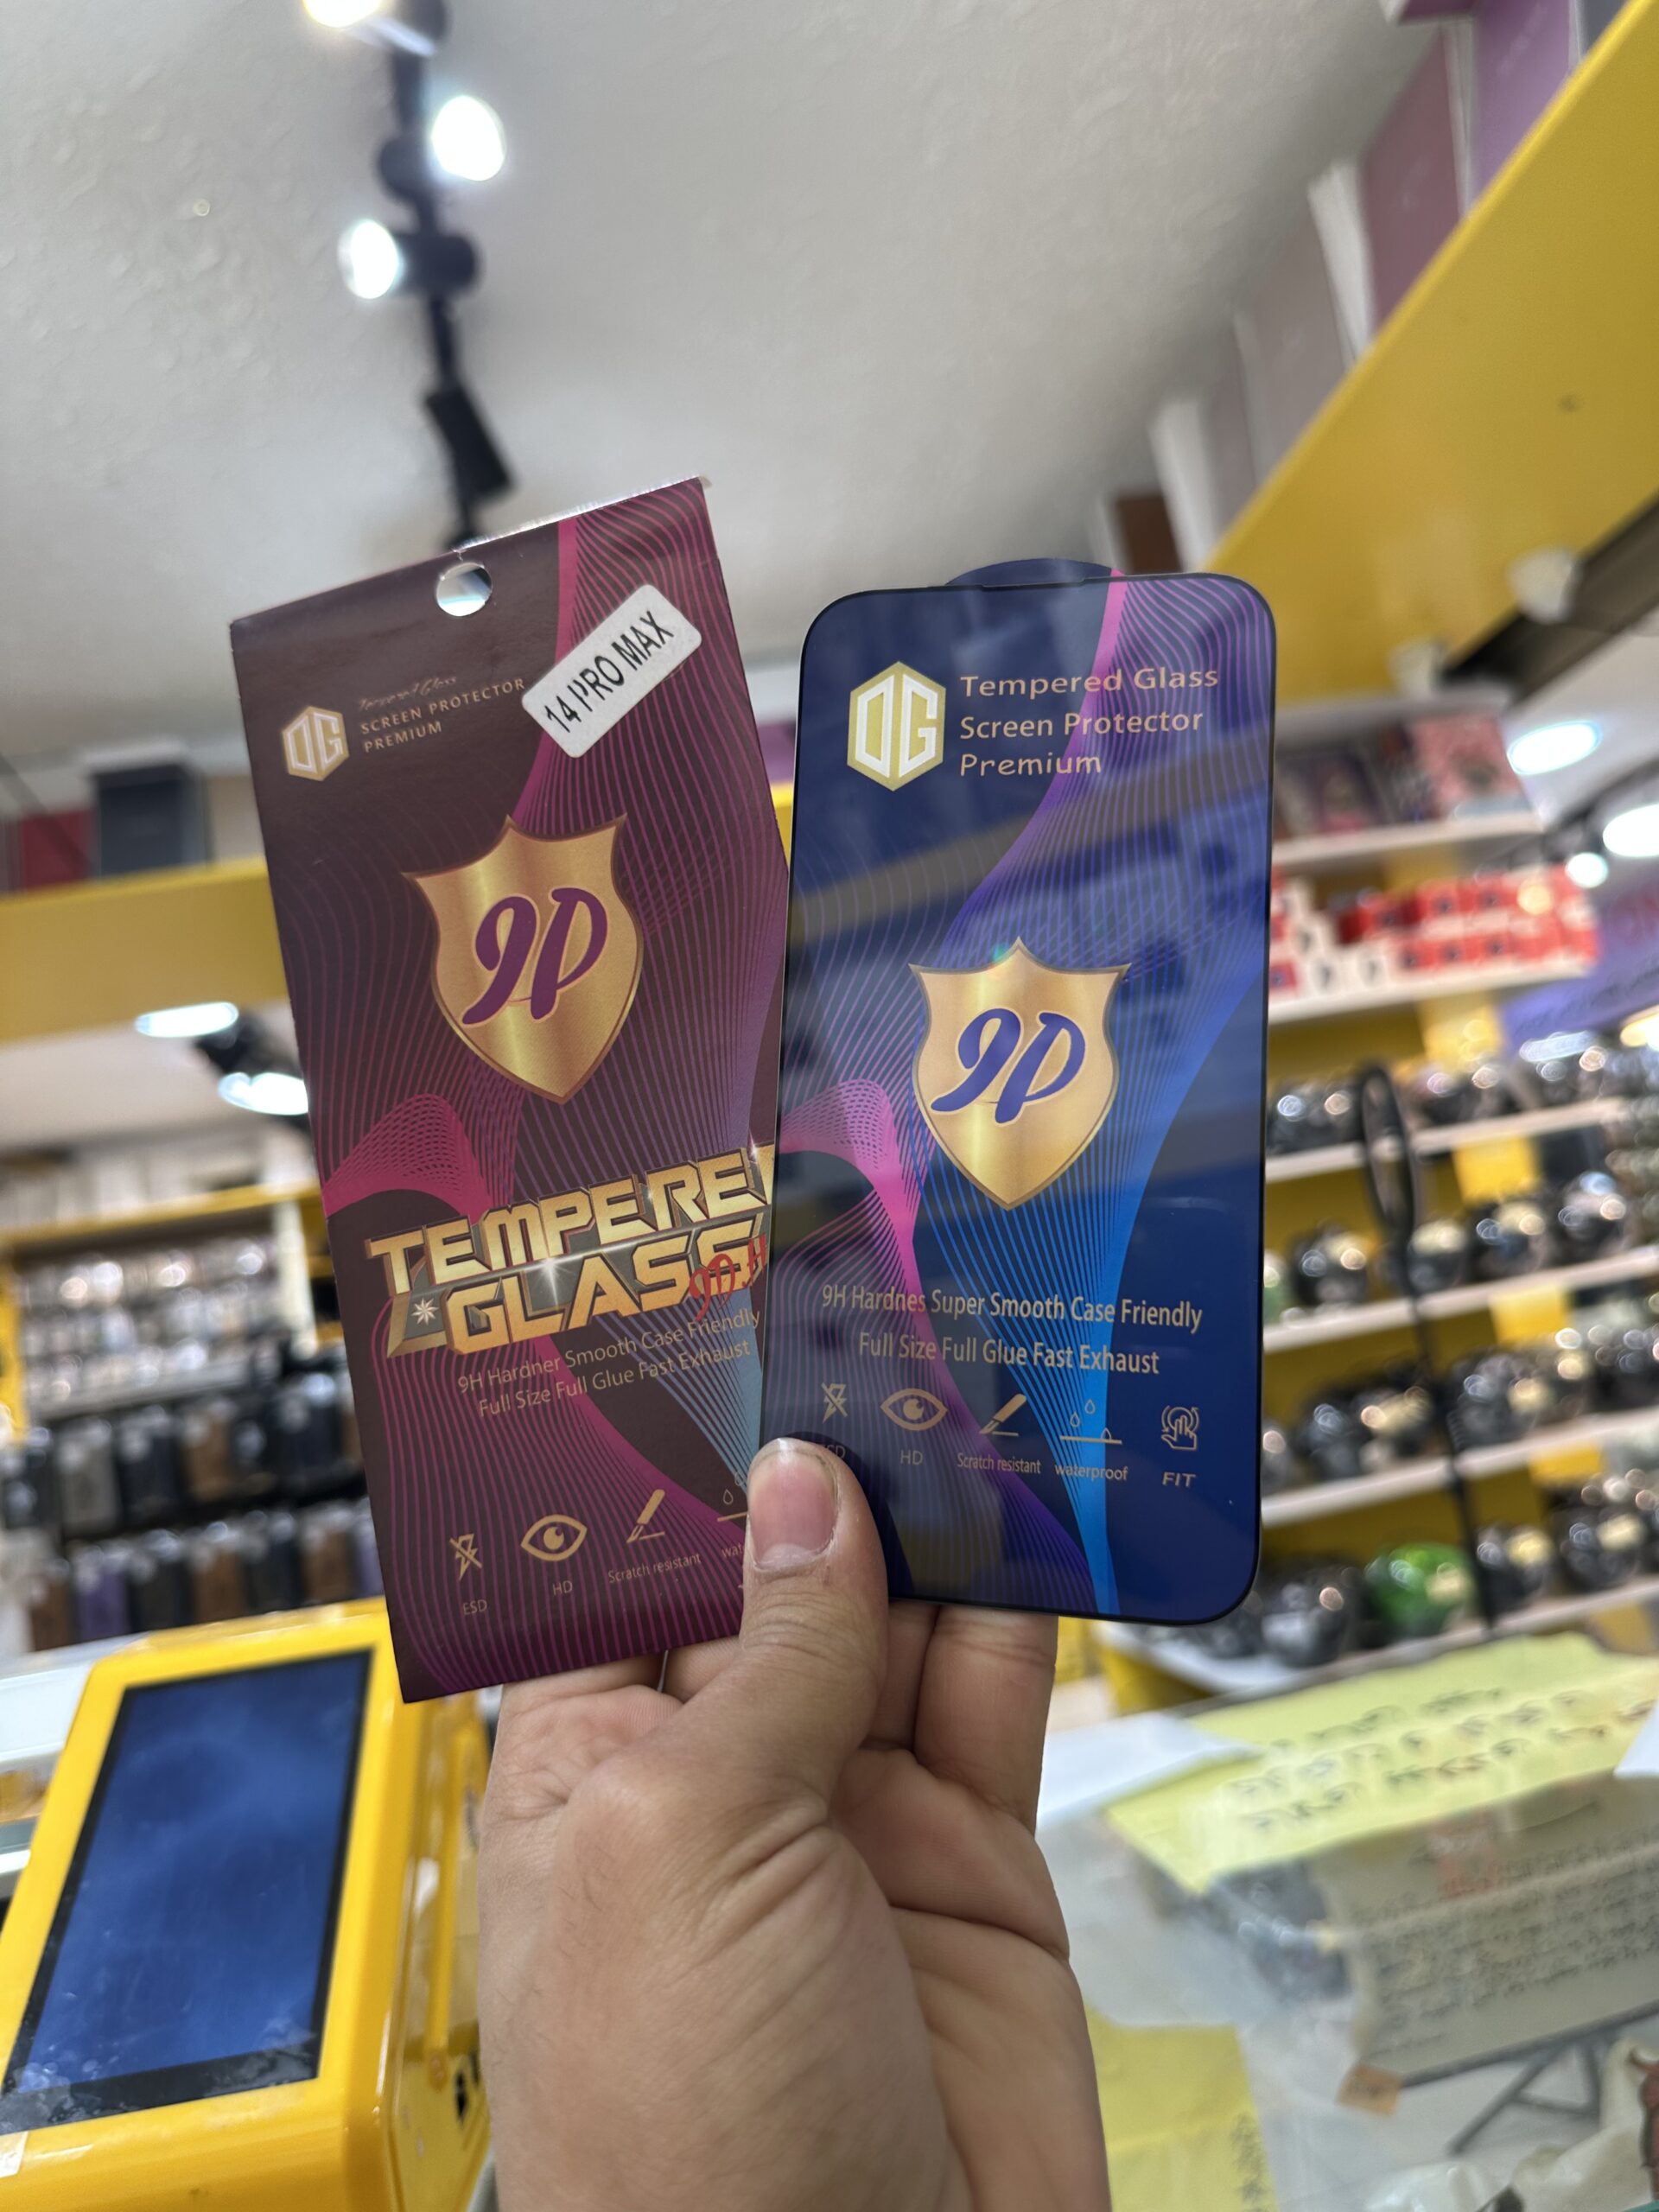 14 PRO MAX
OG
Tempered Glass
SCREEN PROTECTOR
PREMIUM
9D
TEMPERED
GLASS
9H Hardner Smooth Case Friendly
Full Size Full Glue Fast Exhaust
ESD
HD
Scratch resistant
OG
Tempered Glass
Screen Protector
Premium
9D
9H Hardnes Super Smooth Case Friendly
Full Size Full Glue Fast Exhaust
HD
Scratch resistant
waterproof
FIT